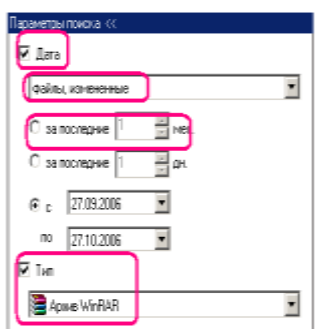 Параметры поиска <<
Дата
файлы, измененные
за последние 1 мес.
за последние 1 дн.
с 27.09.2006
по 27.10.2006
Тип
Архив WinRAR